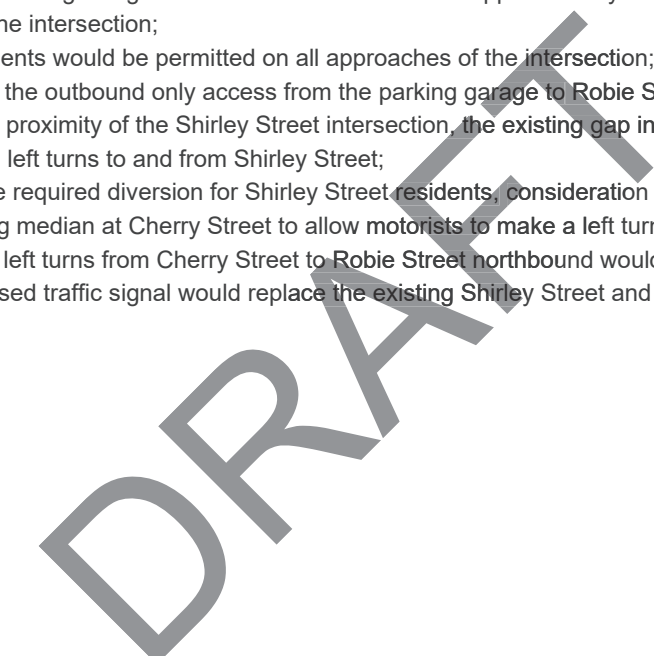 he intersection;
ents would be permitted on all approaches of the intersection;
the outbound only access from the parking garage to Robie S
proximity of the Shirley Street intersection, the existing gap in
left turns to and from Shirley Street;
e required diversion for Shirley Street residents, consideration
g median at Cherry Street to allow motorists to make a left turn
left turns from Cherry Street to Robie Street northbound would
sed traffic signal would replace the existing Shirley Street and
DRAFT